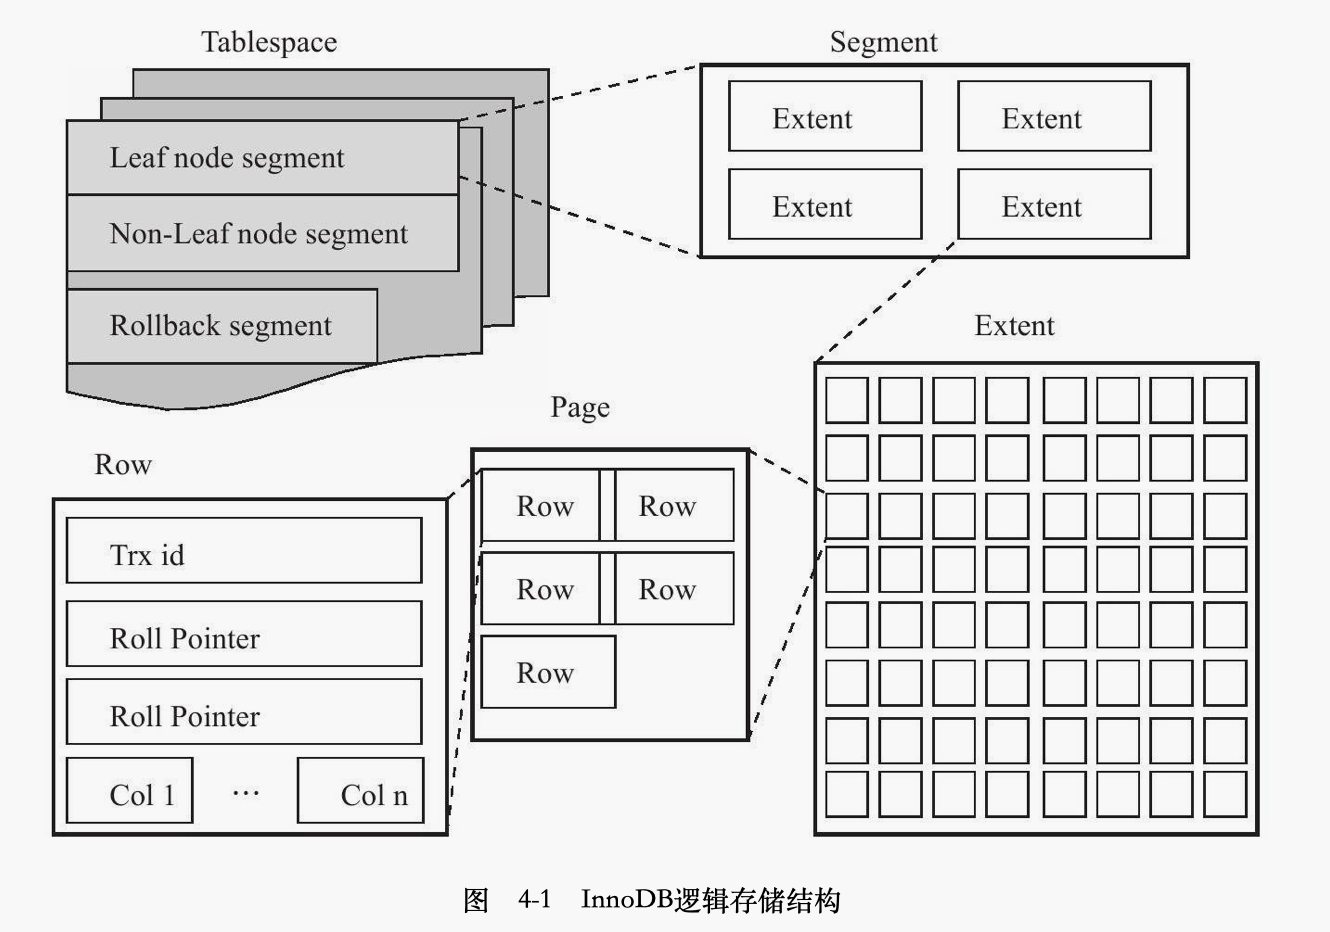 Tablespace
Leaf node segment
Non-Leaf node segment
Rollback segment
Segment
Extent Extent
Extent Extent
Extent
Page
Row Row
Row Row
Row
Row
Trx id
Roll Pointer
Roll Pointer
Col 1 … Col n
图 4-1 InnoDB逻辑存储结构